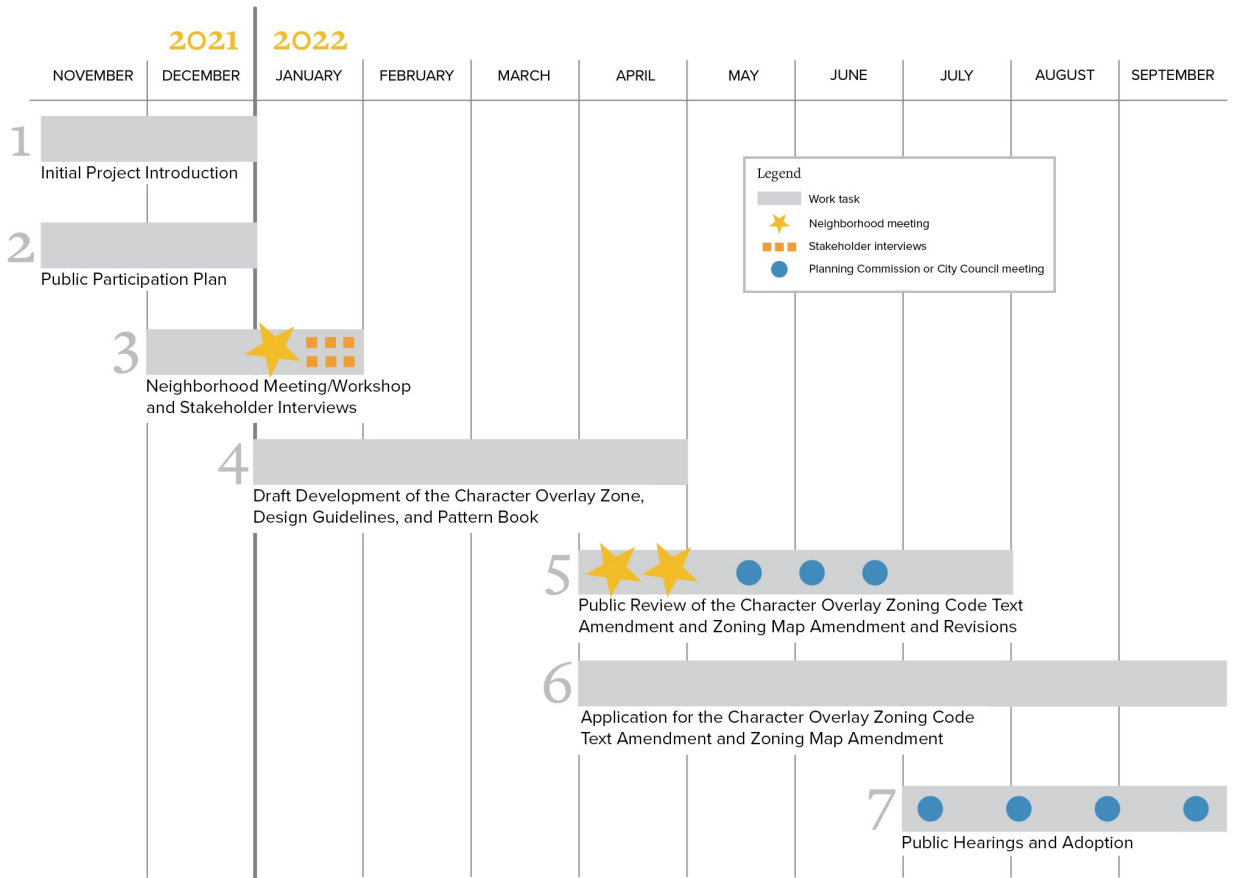 2021 2022
NOVEMBER DECEMBER JANUARY FEBRUARY MARCH APRIL MAY JUNE JULY AUGUST SEPTEMBER
1
Initial Project Introduction
Legend
Work task
Neighborhood meeting
Stakeholder interviews
Planning Commission or City Council meeting
2
Public Participation Plan
3
Neighborhood Meeting/Workshop
and Stakeholder Interviews
4
Draft Development of the Character Overlay Zone,
Design Guidelines, and Pattern Book
5
Public Review of the Character Overlay Zoning Code Text
Amendment and Zoning Map Amendment and Revisions
6
Application for the Character Overlay Zoning Code
Text Amendment and Zoning Map Amendment
7
Public Hearings and Adoption